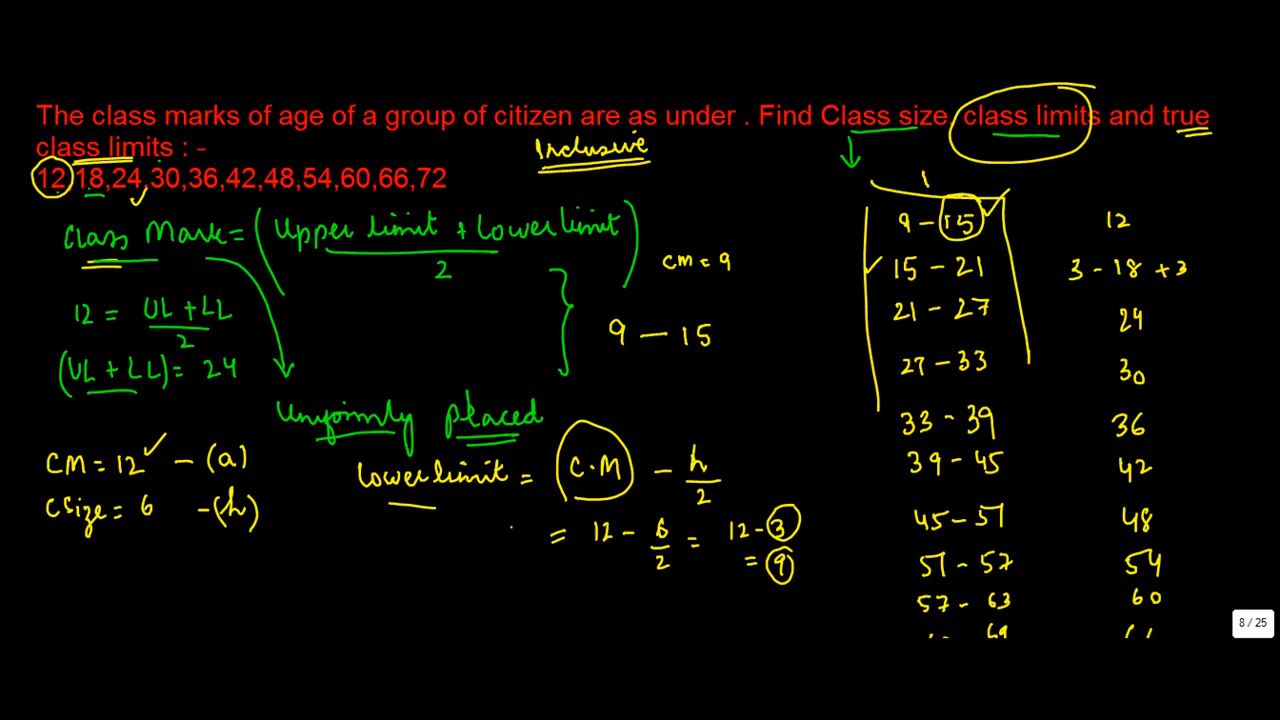 The class marks of age of a group of citizen are as under . Find Class size, class limits and true
class limits : -
12,18,24,30,36,42,48,54,60,66,72
Inclusive
Class Mark = (Upper limit + Lower limit)
2
12 = UL + LL
2
(UL + LL) = 24
Uniformly placed
CM = 9
9 — 15
CM = 12 - (a)
C Size = 6 - (h)
Lower limit = C.M - h
2
= 12 - 6 = 12 - 3
2
= 9
9 - 15 12
15 - 21 3 - 18 + 3
21 - 27 24
27 - 33 30
33 - 39 36
39 - 45 42
45 - 51 48
51 - 57 54
57 - 63 60
69
8 / 25